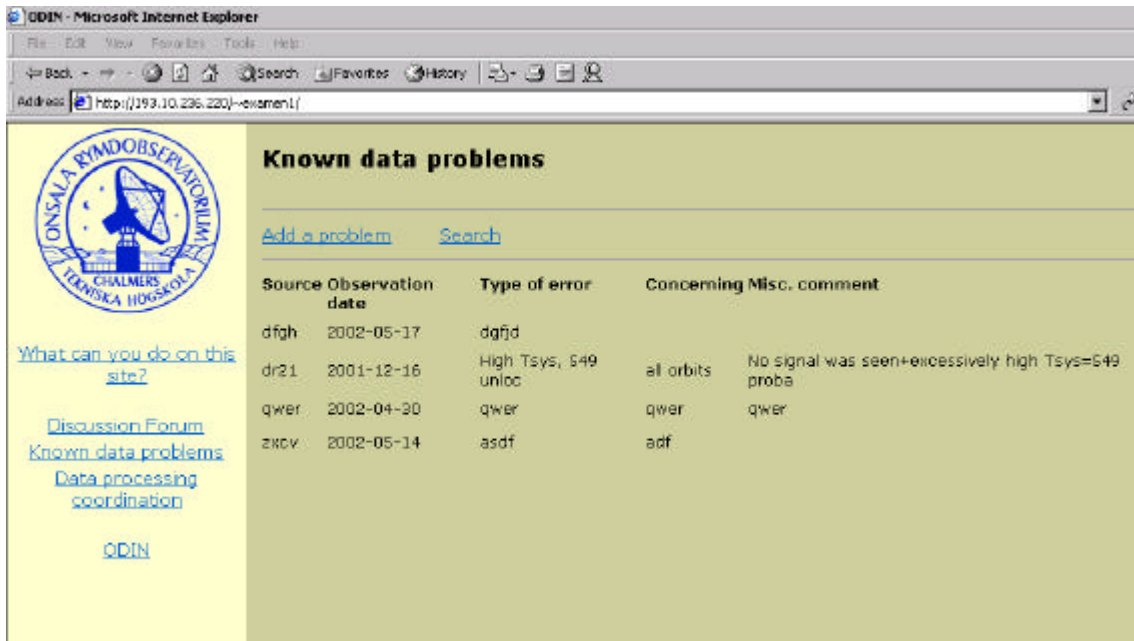 ODIN - Microsoft Internet Explorer
File Edit View Favorites Tools Help
Back Search Favorites History
Address http://193.10.236.220/~examen1/
ONSALA RYMDOBSERVATORIUM
CHALMERS
TEKNISKA HÖGSKOLA
What can you do on this
site?
Discussion Forum
Known data problems
Data processing
coordination
ODIN
Known data problems
Add a problem Search
Source Observation date Type of error Concerning Misc. comment
dfgh 2002-05-17 dgfjd
dr21 2001-12-16 High Tsys, 549 unloc all orbits No signal was seen+excessively high Tsys=549 proba
qwer 2002-04-30 qwer qwer qwer
zxcv 2002-05-14 asdf adf